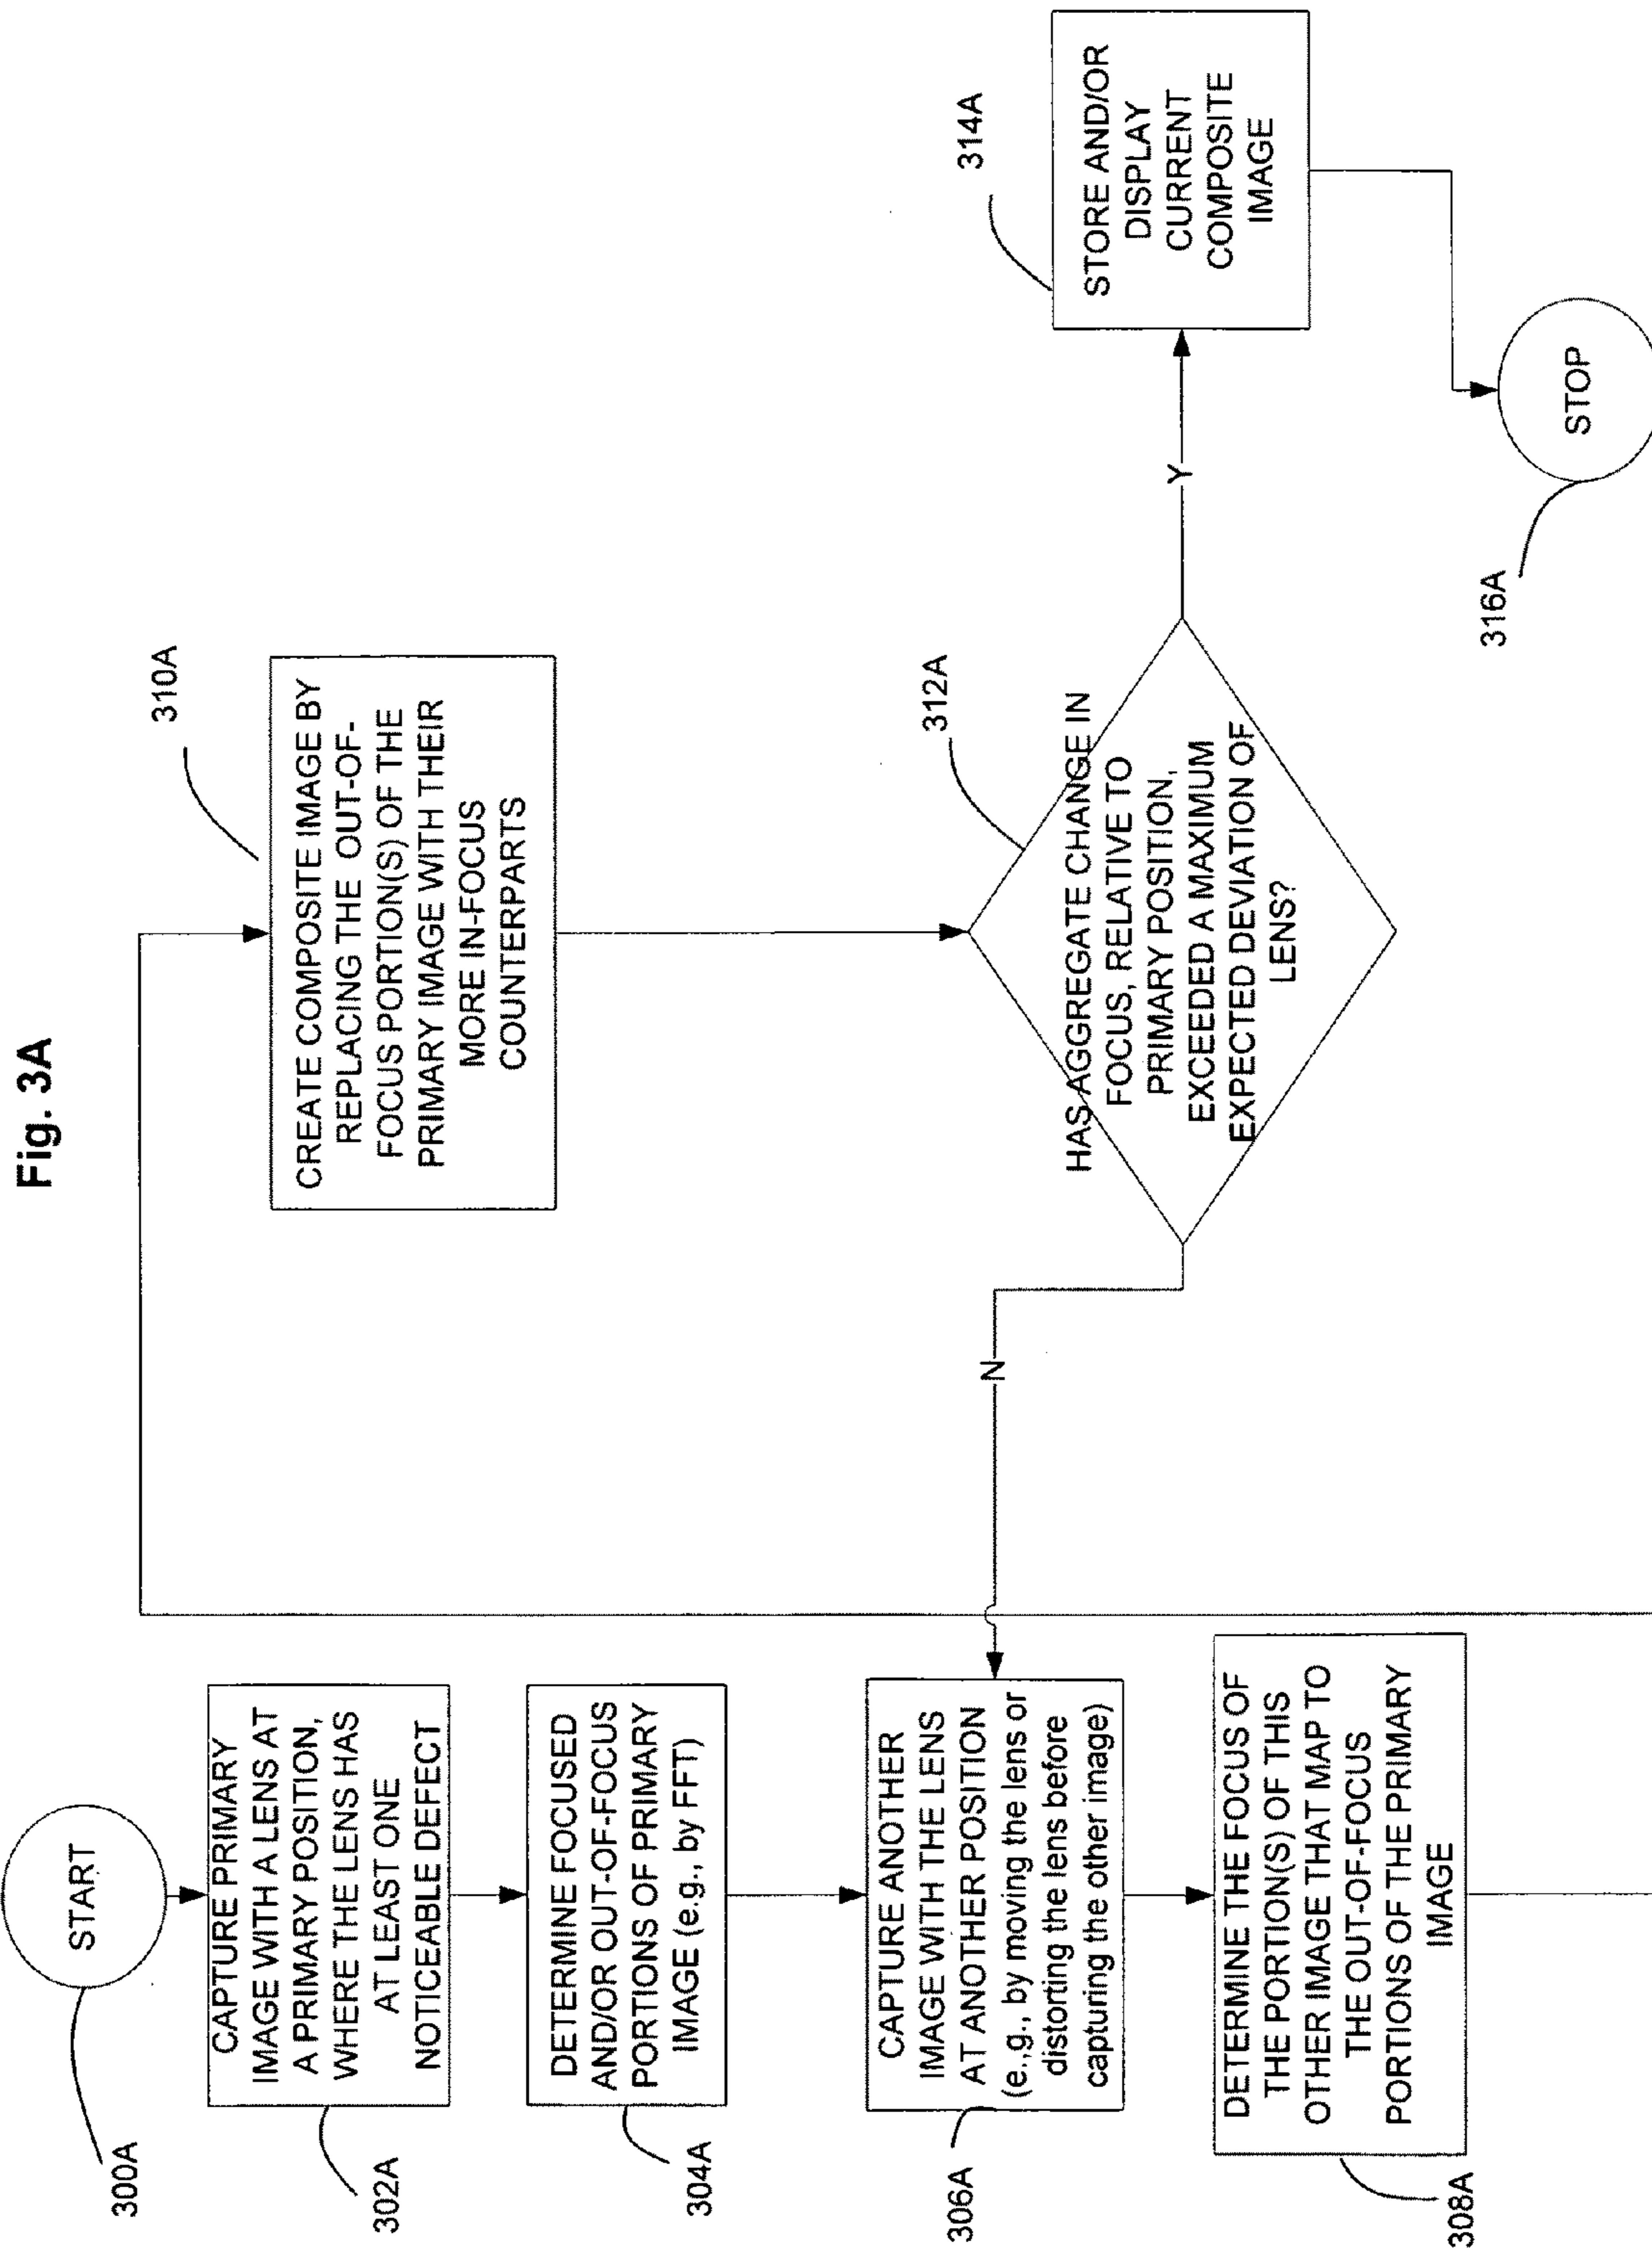 Fig. 3A
START
300A
CAPTURE PRIMARY
IMAGE WITH A LENS AT
A PRIMARY POSITION,
WHERE THE LENS HAS
AT LEAST ONE
NOTICEABLE DEFECT
302A
DETERMINE FOCUSED
AND/OR OUT-OF-FOCUS
PORTIONS OF PRIMARY
IMAGE (e.g., by FFT)
304A
CAPTURE ANOTHER
IMAGE WITH THE LENS
AT ANOTHER POSITION
(e.,g., by moving the lens or
distorting the lens before
capturing the other image)
306A
DETERMINE THE FOCUS OF
THE PORTION(S) OF THIS
OTHER IMAGE THAT MAP TO
THE OUT-OF-FOCUS
PORTIONS OF THE PRIMARY
IMAGE
308A
310A
CREATE COMPOSITE IMAGE BY
REPLACING THE OUT-OF-
FOCUS PORTION(S) OF THE
PRIMARY IMAGE WITH THEIR
MORE IN-FOCUS
COUNTERPARTS
312A
HAS AGGREGATE CHANGE IN
FOCUS, RELATIVE TO
PRIMARY POSITION,
EXCEEDED A MAXIMUM
EXPECTED DEVIATION OF
LENS?
N
Y
314A
STORE AND/OR
DISPLAY
CURRENT
COMPOSITE
IMAGE
STOP
316A